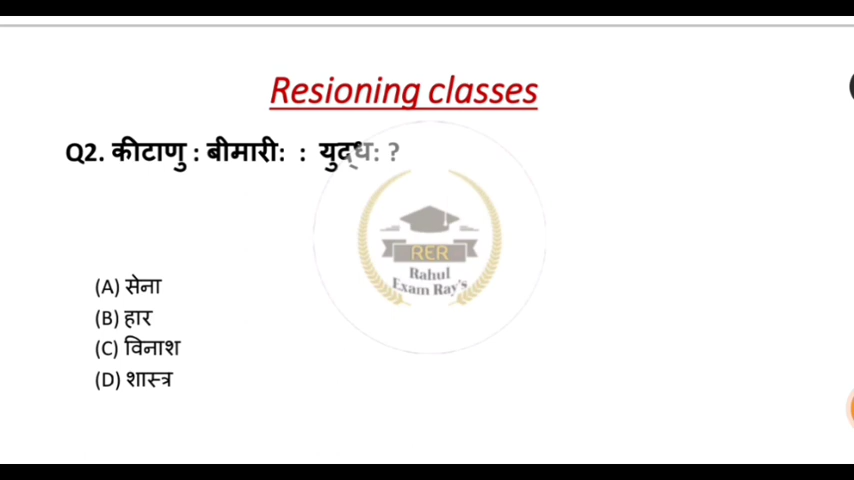 Resioning classes
Q2. कीटाणु : बीमारी: : युद्ध: ?
RER
Rahul
Exam Ray's
(A) सेना
(B) हार
(C) विनाश
(D) शास्त्र